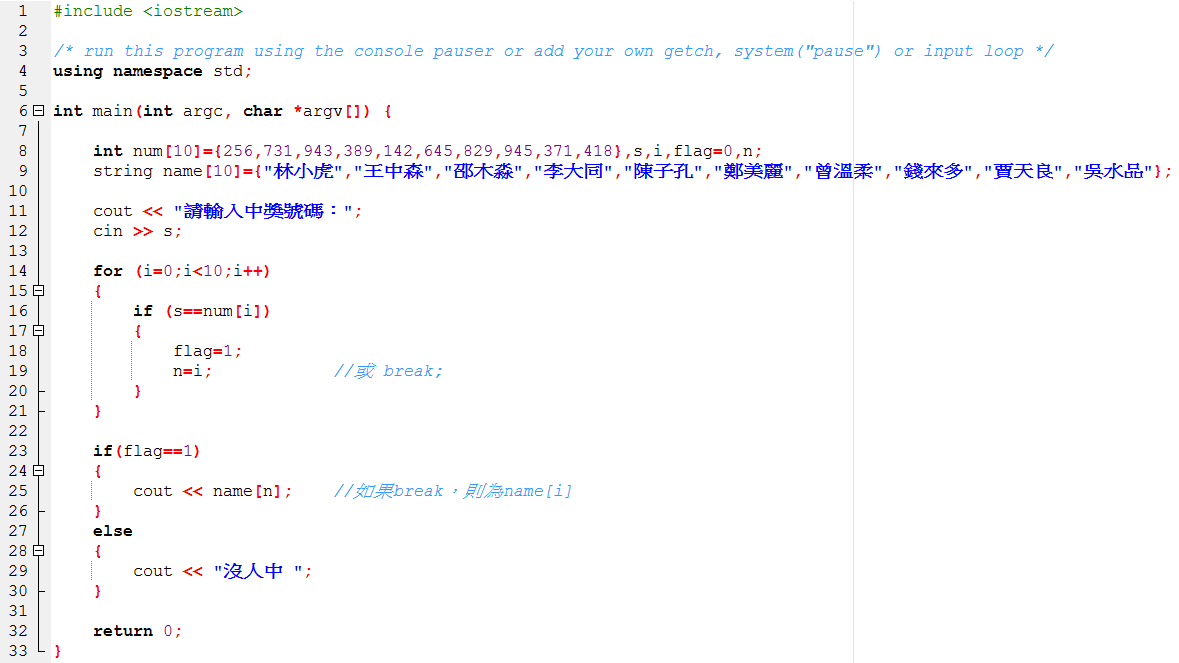 1 #include <iostream>
2
3 /* run this program using the console pauser or add your own getch, system("pause") or input loop */
4 using namespace std;
5
6 int main(int argc, char *argv[]) {
7
8 int num[10]={256,731,943,389,142,645,829,945,371,418},s,i,flag=0,n;
9 string name[10]={"林小虎","王中森","邵木淼","李大同","陳子孔","鄭美麗","曾溫柔","錢來多","賈天良","吳水品"};
10
11 cout << "請輸入中獎號碼：";
12 cin >> s;
13
14 for (i=0;i<10;i++)
15 {
16 if (s==num[i])
17 {
18 flag=1;
19 n=i; //或 break;
20 }
21 }
22
23 if(flag==1)
24 {
25 cout << name[n]; //如果break，則為name[i]
26 }
27 else
28 {
29 cout << "沒人中 ";
30 }
31
32 return 0;
33 }